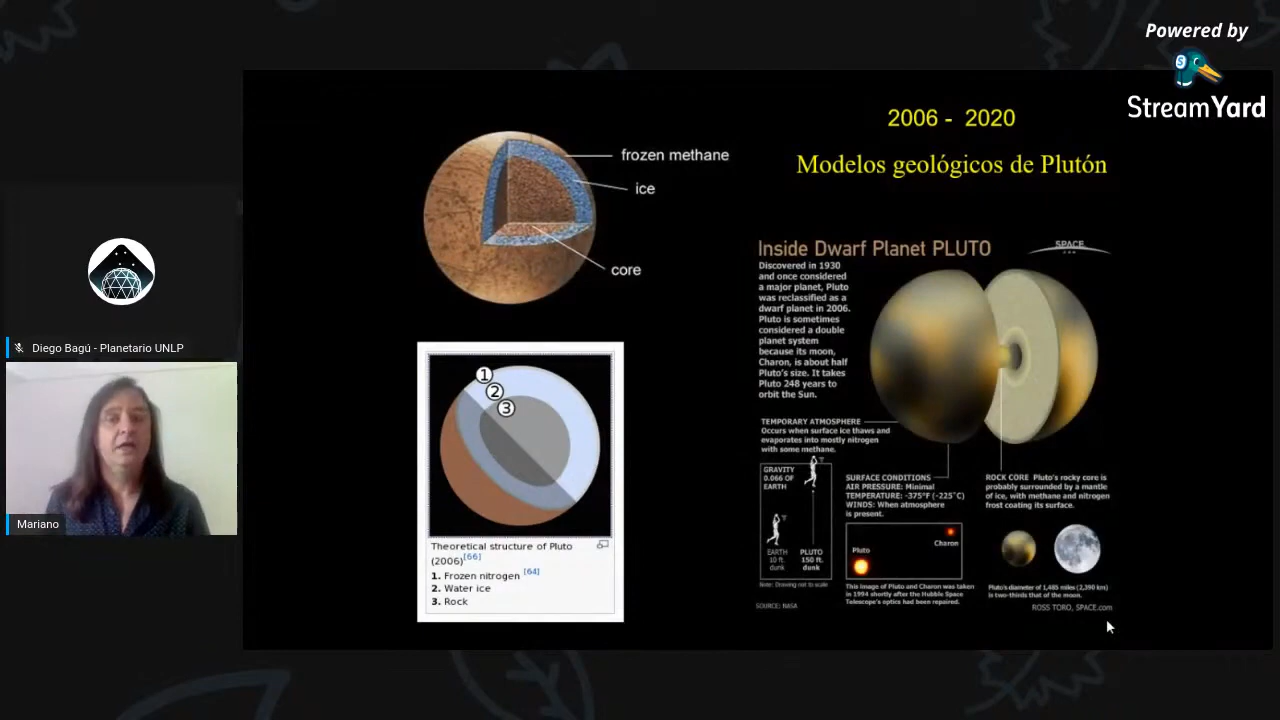 Powered by
StreamYard
2006 - 2020
Modelos geológicos de Plutón
frozen methane
ice
core
Inside Dwarf Planet PLUTO
SPACE
Discovered in 1930
and once considered
a major planet, Pluto
was reclassified as a
dwarf planet in 2006.
Pluto is sometimes
considered a double
planet system
because its moon,
Charon, is about half
Pluto's size. It takes
Pluto 248 years to
orbit the Sun.
TEMPORARY ATMOSPHERE
Occurs when surface ice thaws and
evaporates into mostly nitrogen
with some methane.
GRAVITY
0.066 OF
EARTH
EARTH
10 ft.
dunk
PLUTO
150 ft.
dunk
Note: Drawing not to scale
SURFACE CONDITIONS
AIR PRESSURE: Minimal
TEMPERATURE: -375°F (-225°C)
WINDS: When atmosphere
is present.
Pluto
Charon
This image of Pluto and Charon was taken
in 1994 shortly after the Hubble Space
Telescope's optics had been repaired.
ROCK CORE Pluto's rocky core is
probably surrounded by a mantle
of ice, with methane and nitrogen
frost coating its surface.
Pluto's diameter of 1,485 miles (2,390 km)
is two-thirds that of the moon.
SOURCE: NASA
ROSS TORO, SPACE.com
1
2
3
Theoretical structure of Pluto
(2006)[66]
1. Frozen nitrogen [64]
2. Water ice
3. Rock
Diego Bagú - Planetario UNLP
Mariano